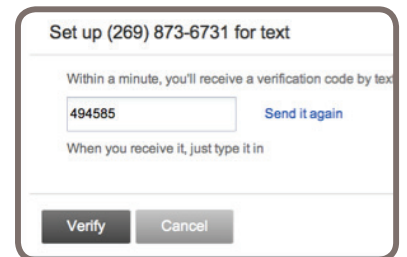 Set up (269) 873-6731 for text
Within a minute, you'll receive a verification code by tex
494585 Send it again
When you receive it, just type it in
Verify Cancel